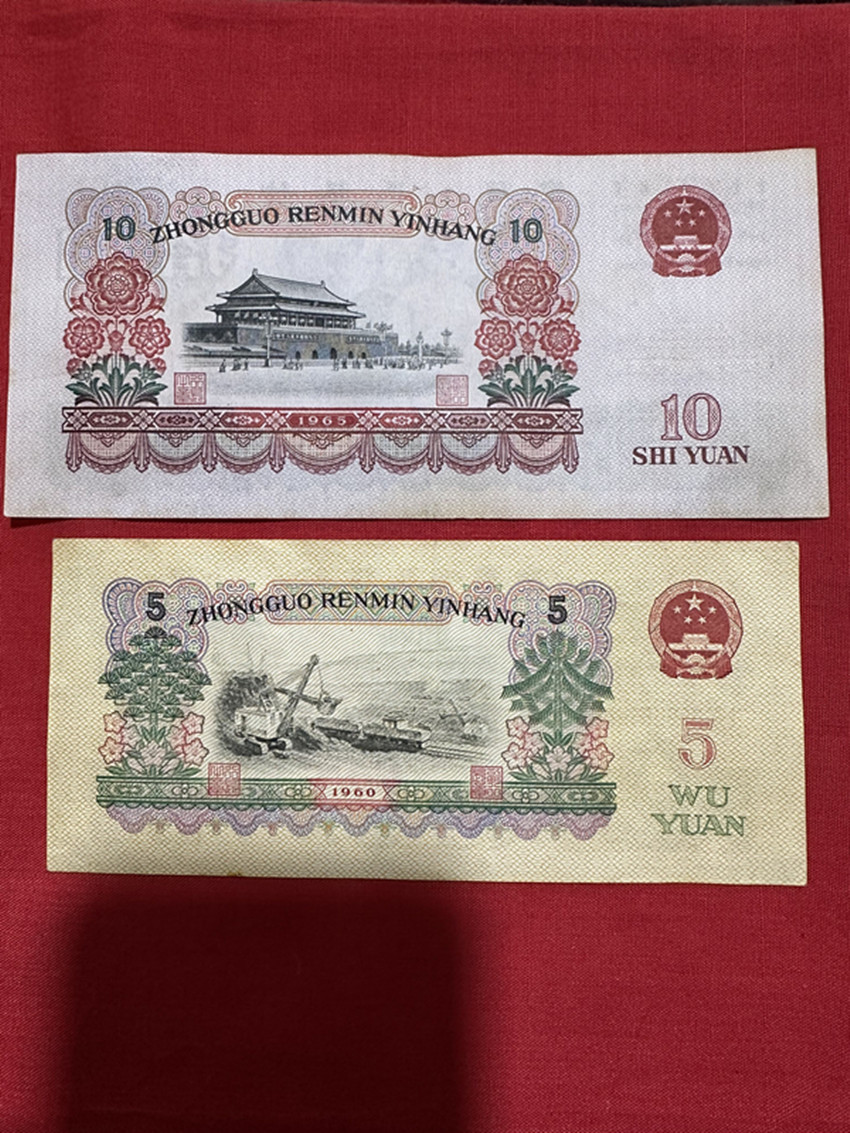 10 ZHONGGUO RENMIN YINHANG 10
1965
10
SHI YUAN
5 ZHONGGUO RENMIN YINHANG 5
1960
5
WU
YUAN